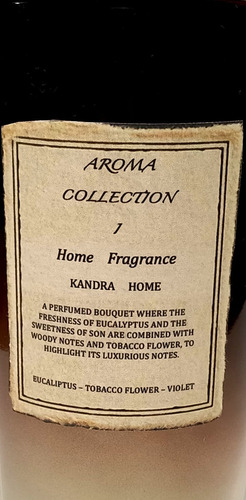 AROMA
COLLECTION
1
Home Fragrance
KANDRA HOME
A PERFUMED BOUQUET WHERE THE
FRESHNESS OF EUCALYPTUS AND THE
SWEETNESS OF SON ARE COMBINED WITH
WOODY NOTES AND TOBACCO FLOWER, TO
HIGHLIGHT ITS LUXURIOUS NOTES.
EUCALIPTUS – TOBACCO FLOWER – VIOLET